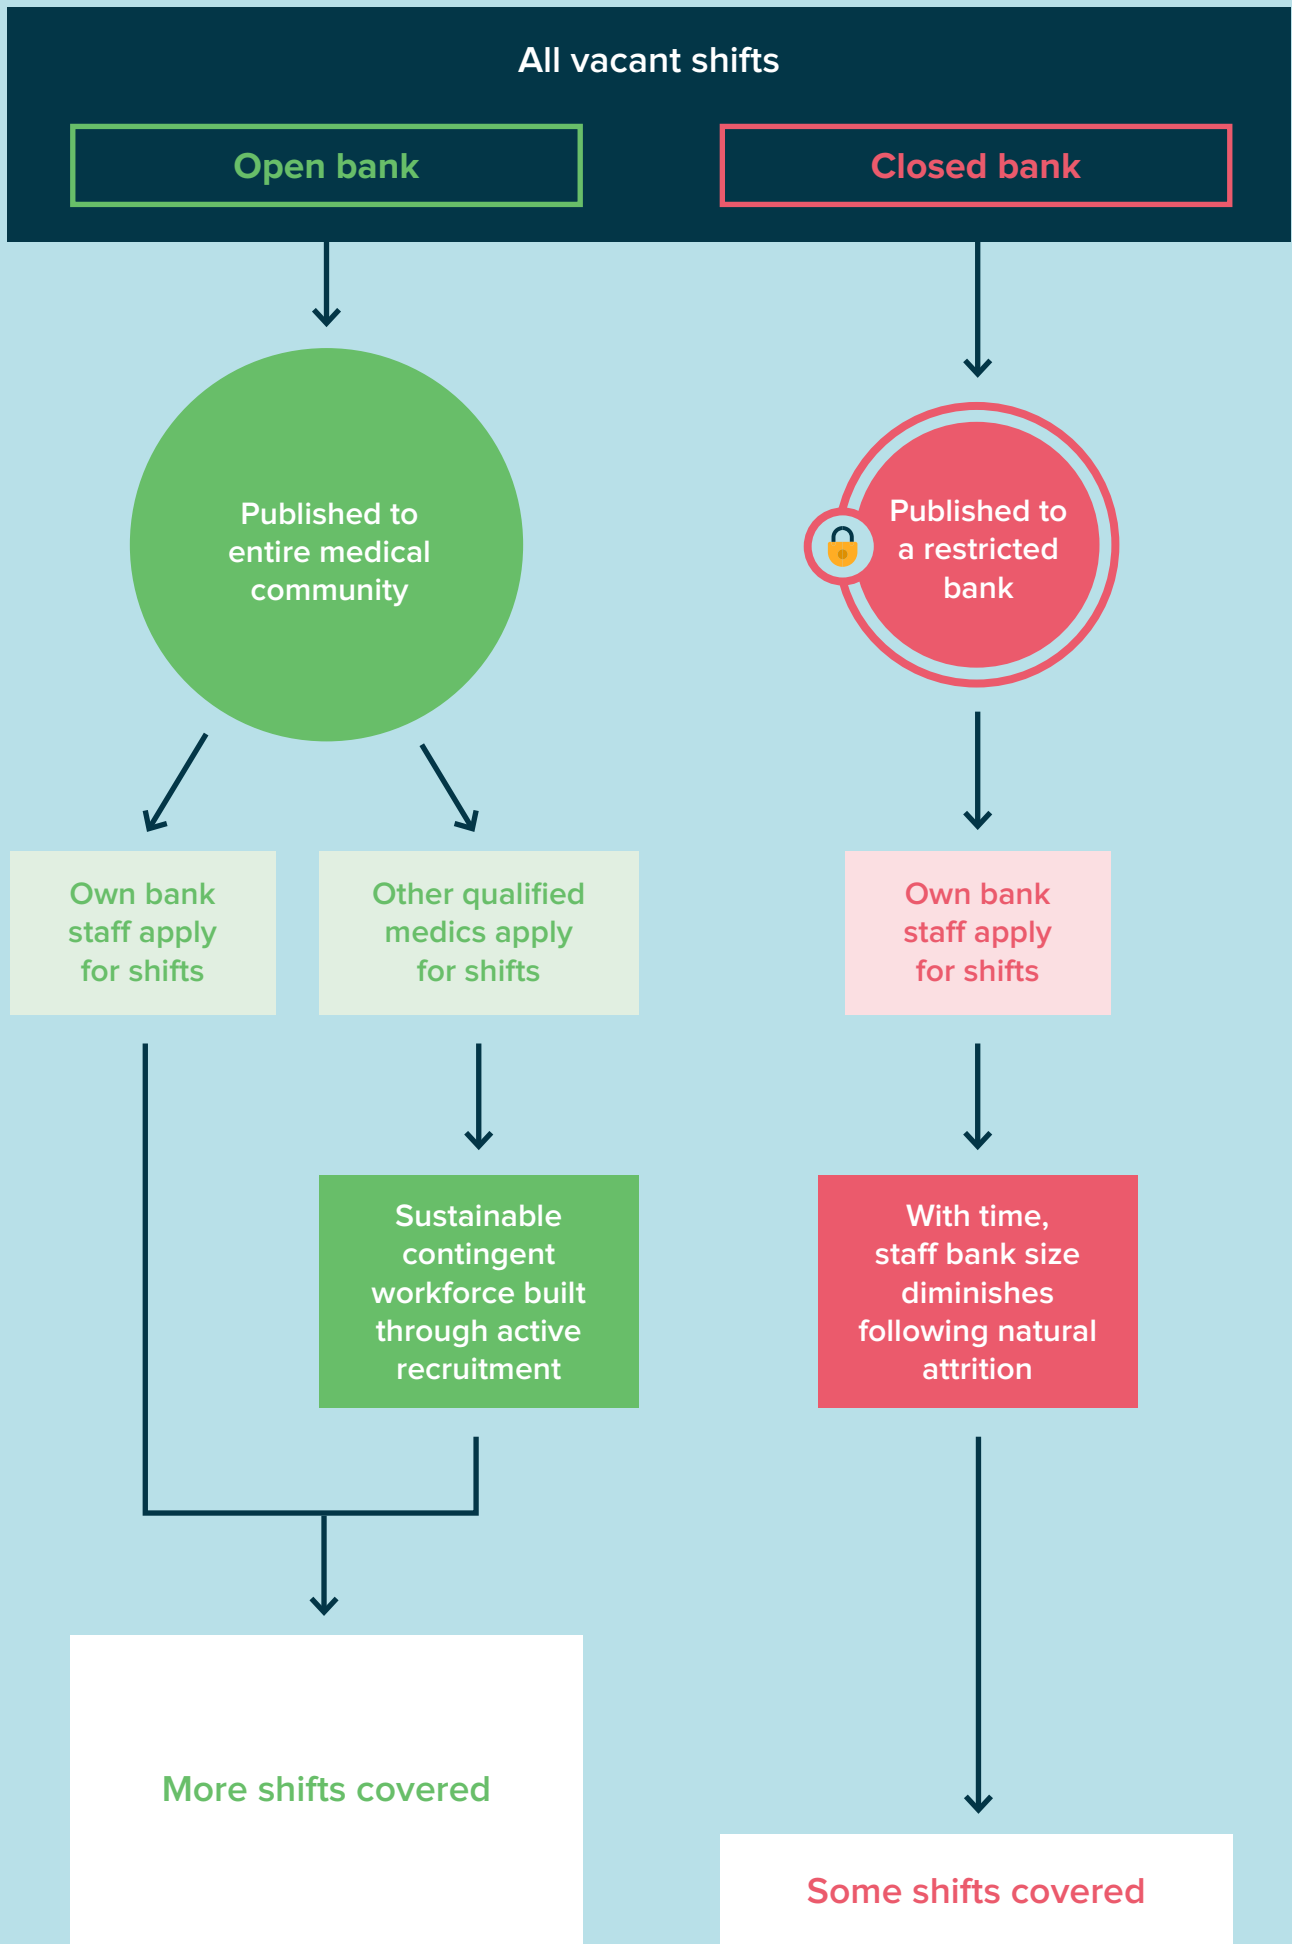 All vacant shifts
Open bank
Closed bank
Published to
entire medical
community
Published to
a restricted
bank
Own bank
staff apply
for shifts
Other qualified
medics apply
for shifts
Own bank
staff apply
for shifts
Sustainable
contingent
workforce built
through active
recruitment
With time,
staff bank size
diminishes
following natural
attrition
More shifts covered
Some shifts covered